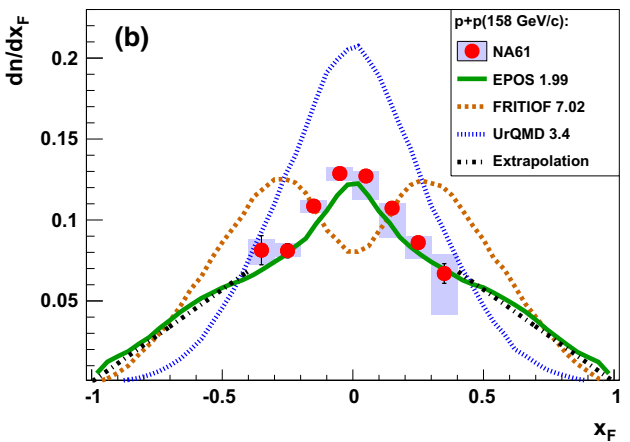 dn/dx_F
(b)
p+p(158 GeV/c):
NA61
EPOS 1.99
FRITIOF 7.02
UrQMD 3.4
Extrapolation
0.2
0.15
0.1
0.05
-1 -0.5 0 0.5 1
x_F